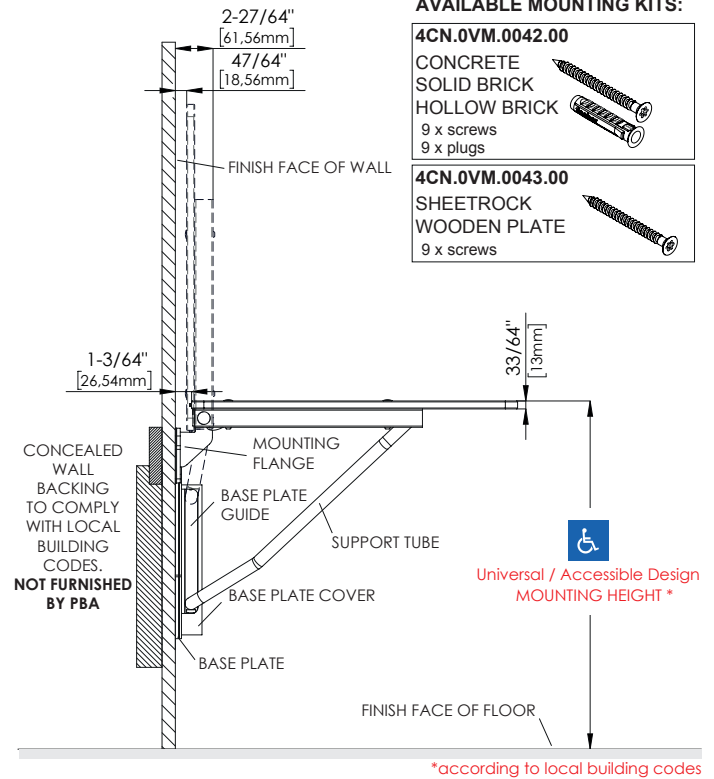 AVAILABLE MOUNTING KITS:
4CN.0VM.0042.00
CONCRETE
SOLID BRICK
HOLLOW BRICK
9 x screws
9 x plugs
4CN.0VM.0043.00
SHEETROCK
WOODEN PLATE
9 x screws
2-27/64"
[61,56mm]
47/64"
[18,56mm]
FINISH FACE OF WALL
33/64"
[13mm]
1-3/64"
[26,54mm]
CONCEALED
WALL
BACKING
TO COMPLY
WITH LOCAL
BUILDING
CODES.
NOT FURNISHED
BY PBA
MOUNTING
FLANGE
BASE PLATE
GUIDE
SUPPORT TUBE
BASE PLATE COVER
BASE PLATE
Universal / Accessible Design
MOUNTING HEIGHT *
FINISH FACE OF FLOOR
*according to local building codes